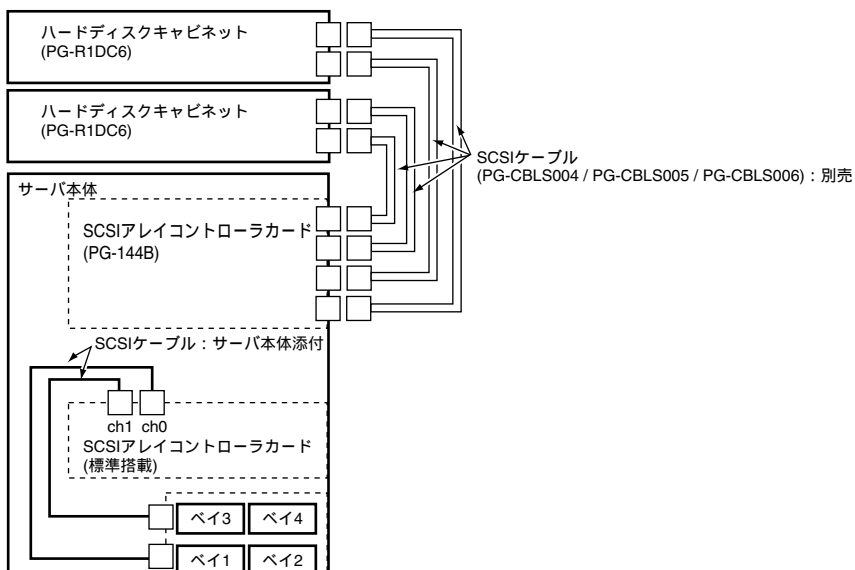 ハードディスクキャビネット
(PG-R1DC6)
ハードディスクキャビネット
(PG-R1DC6)
SCSIケーブル
(PG-CBLS004 / PG-CBLS005 / PG-CBLS006)：別売
サーバ本体
SCSIアレイコントローラカード
(PG-144B)
SCSIケーブル：サーバ本体添付
ch1 ch0
SCSIアレイコントローラカード
(標準搭載)
ベイ3 ベイ4
ベイ1 ベイ2